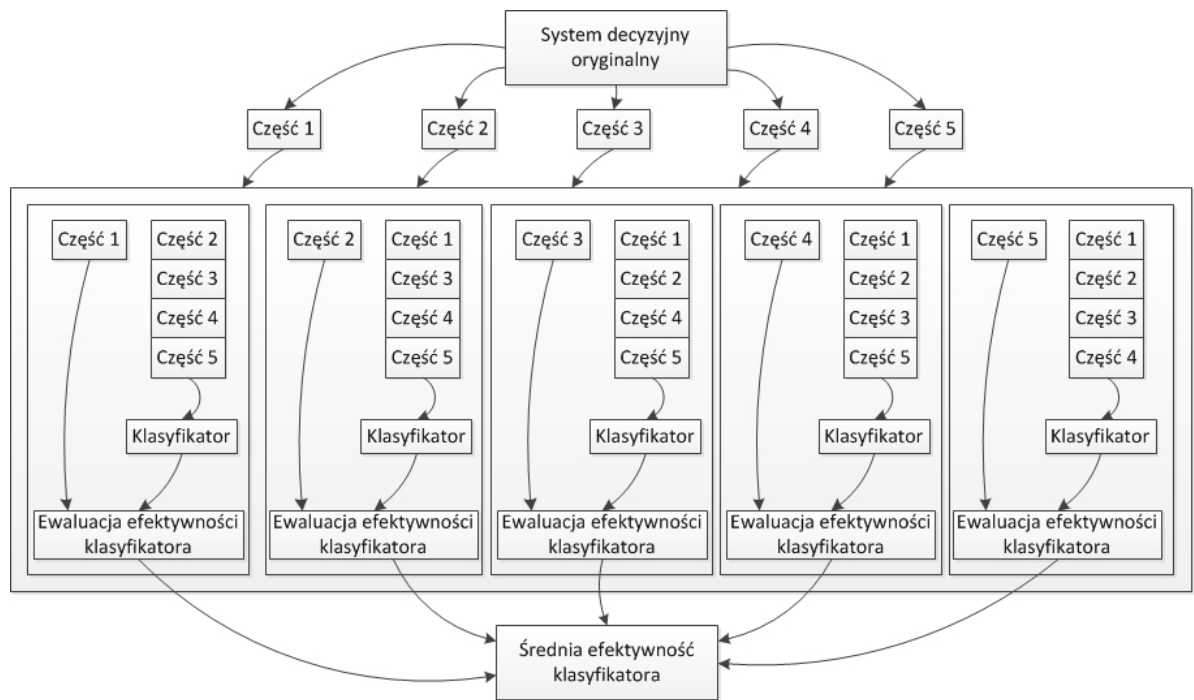 System decyzyjny
oryginalny
Część 1
Część 2
Część 3
Część 4
Część 5
Część 1
Część 2
Część 3
Część 4
Część 5
Klasyfikator
Ewaluacja efektywności
klasyfikatora
Część 2
Część 1
Część 3
Część 4
Część 5
Klasyfikator
Ewaluacja efektywności
klasyfikatora
Część 3
Część 1
Część 2
Część 4
Część 5
Klasyfikator
Ewaluacja efektywności
klasyfikatora
Część 4
Część 1
Część 2
Część 3
Część 5
Klasyfikator
Ewaluacja efektywności
klasyfikatora
Część 5
Część 1
Część 2
Część 3
Część 4
Klasyfikator
Ewaluacja efektywności
klasyfikatora
Średnia efektywność
klasyfikatora